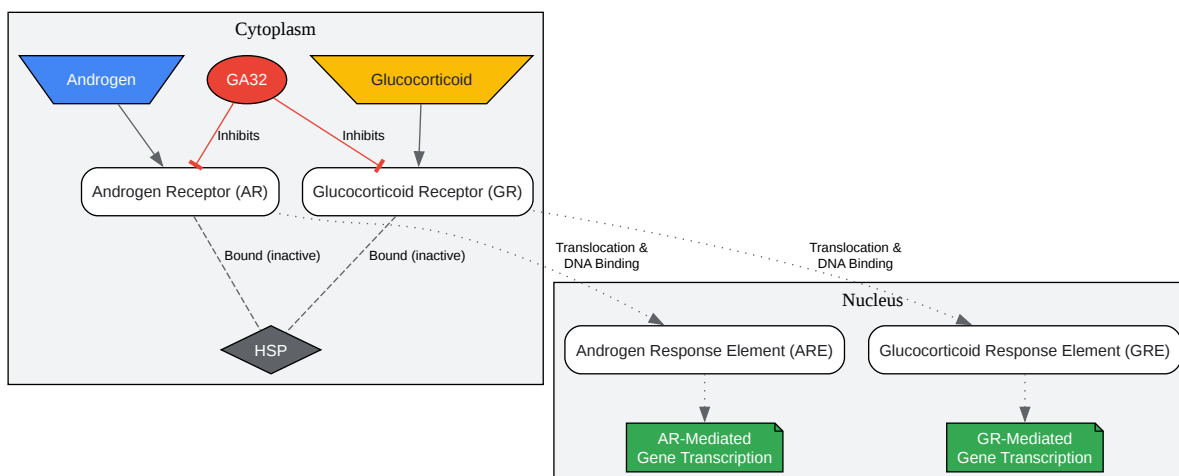 Cytoplasm
Androgen
GA32
Glucocorticoid
Inhibits
Inhibits
Androgen Receptor (AR)
Glucocorticoid Receptor (GR)
Bound (inactive)
Bound (inactive)
Translocation &
DNA Binding
Translocation &
DNA Binding
HSP
Nucleus
Androgen Response Element (ARE)
Glucocorticoid Response Element (GRE)
AR-Mediated
Gene Transcription
GR-Mediated
Gene Transcription